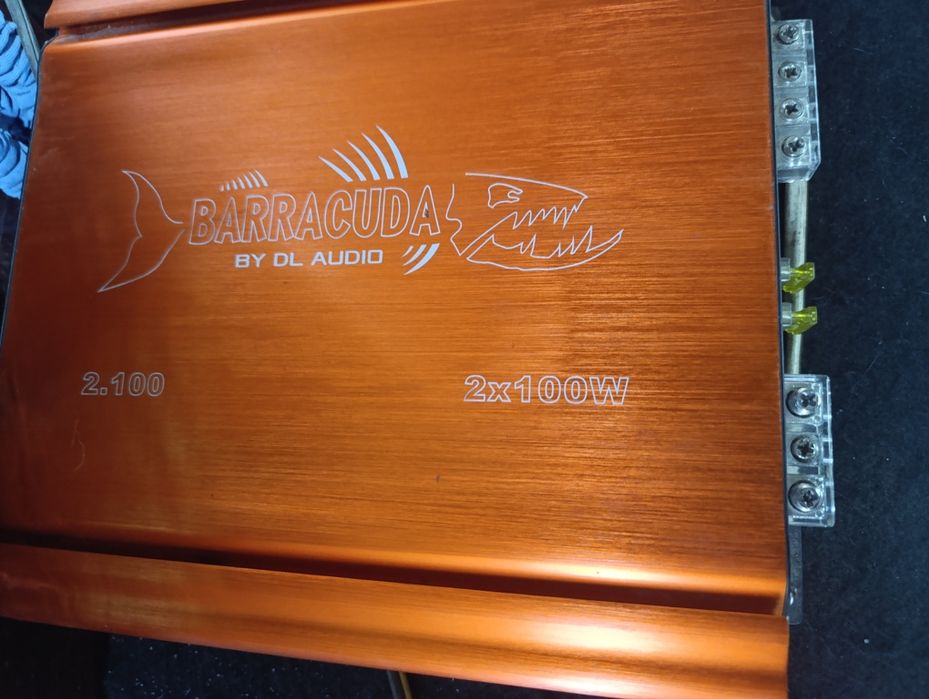 BARRACUDA
BY DL AUDIO
2.100
2x100W